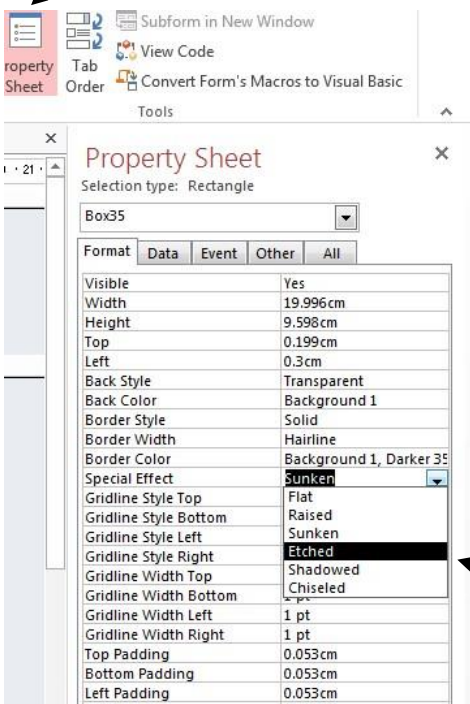 Subform in New Window
View Code
Convert Form's Macros to Visual Basic
Tab
Order
roperty
Sheet
Tools
21
Property Sheet
Selection type: Rectangle
Box35
Format Data Event Other All
Visible Yes
Width 19.996cm
Height 9.598cm
Top 0.199cm
Left 0.3cm
Back Style Transparent
Back Color Background 1
Border Style Solid
Border Width Hairline
Border Color Background 1, Darker 35
Special Effect Sunken
Gridline Style Top Flat
Gridline Style Bottom Raised
Gridline Style Left Sunken
Gridline Style Right Etched
Gridline Width Top Shadowed
Gridline Width Bottom Chiseled
Gridline Width Left 1 pt
Gridline Width Right 1 pt
Top Padding 0.053cm
Bottom Padding 0.053cm
Left Padding 0.053cm